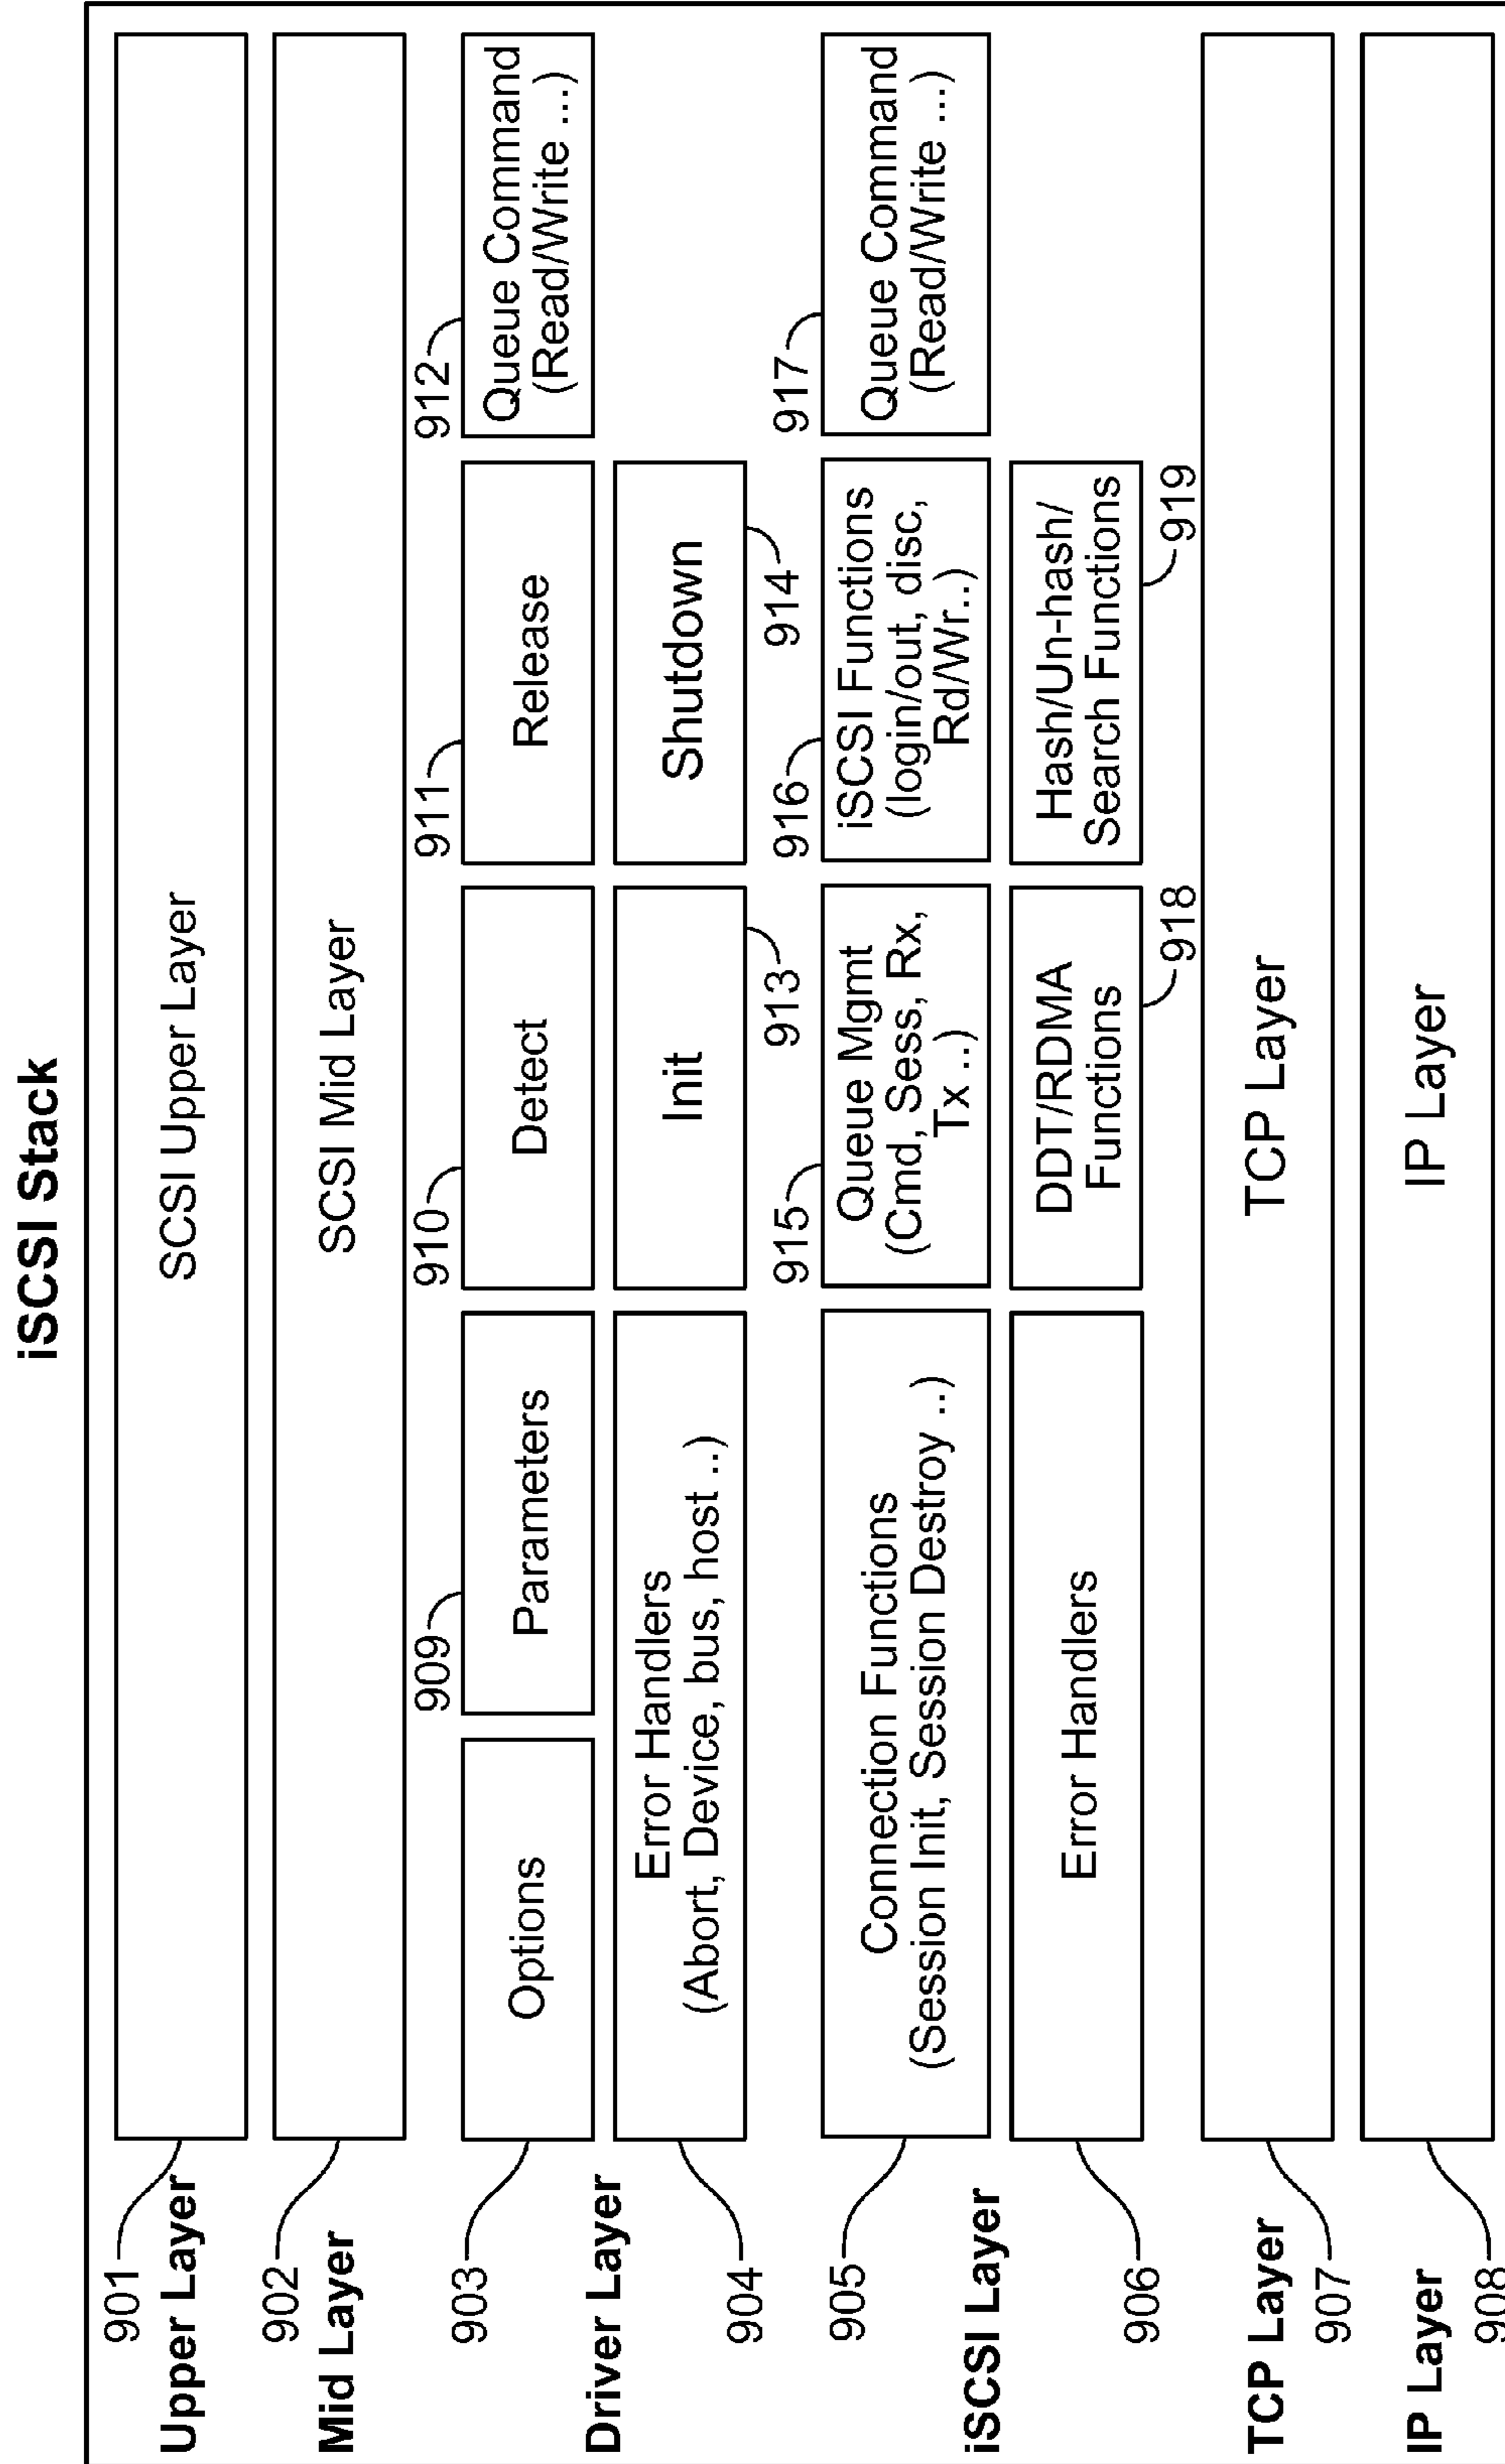 iSCSI Stack
901
Upper Layer
SCSI Upper Layer
902
Mid Layer
SCSI Mid Layer
909
910
911
912
903
Options
Parameters
Detect
Release
Queue Command
(Read/Write ...)
Driver Layer
Error Handlers
(Abort, Device, bus, host ..)
Init
Shutdown
904
913
914
915
916
917
905
Connection Functions
(Session Init, Session Destroy ..)
Queue Mgmt
(Cmd, Sess, Rx,
Tx ..)
iSCSI Functions
(login/out, disc,
Rd/Wr..)
Queue Command
(Read/Write ...)
iSCSI Layer
Error Handlers
DDT/RDMA
Functions
Hash/Un-hash/
Search Functions
906
918
919
TCP Layer
TCP Layer
907
IP Layer
IP Layer
908